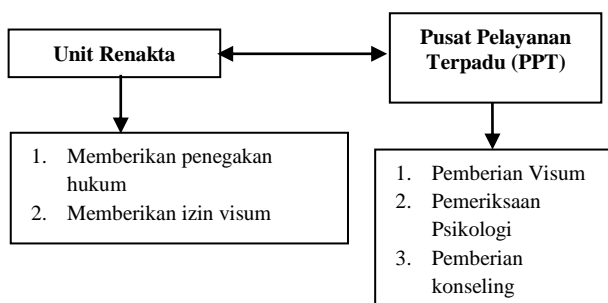 Unit Renakta
Pusat Pelayanan
Terpadu (PPT)
1. Memberikan penegakan
hukum
2. Memberikan izin visum
1. Pemberian Visum
2. Pemeriksaan
Psikologi
3. Pemberian
konseling